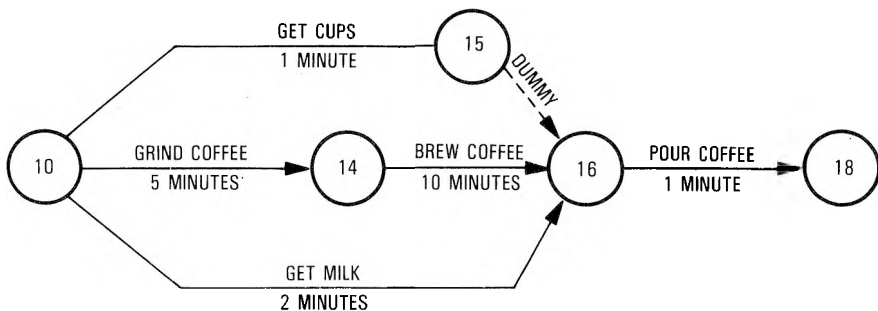 GET CUPS
1 MINUTE
15
DUMMY
10
GRIND COFFEE
5 MINUTES
14
BREW COFFEE
10 MINUTES
16
POUR COFFEE
1 MINUTE
18
GET MILK
2 MINUTES